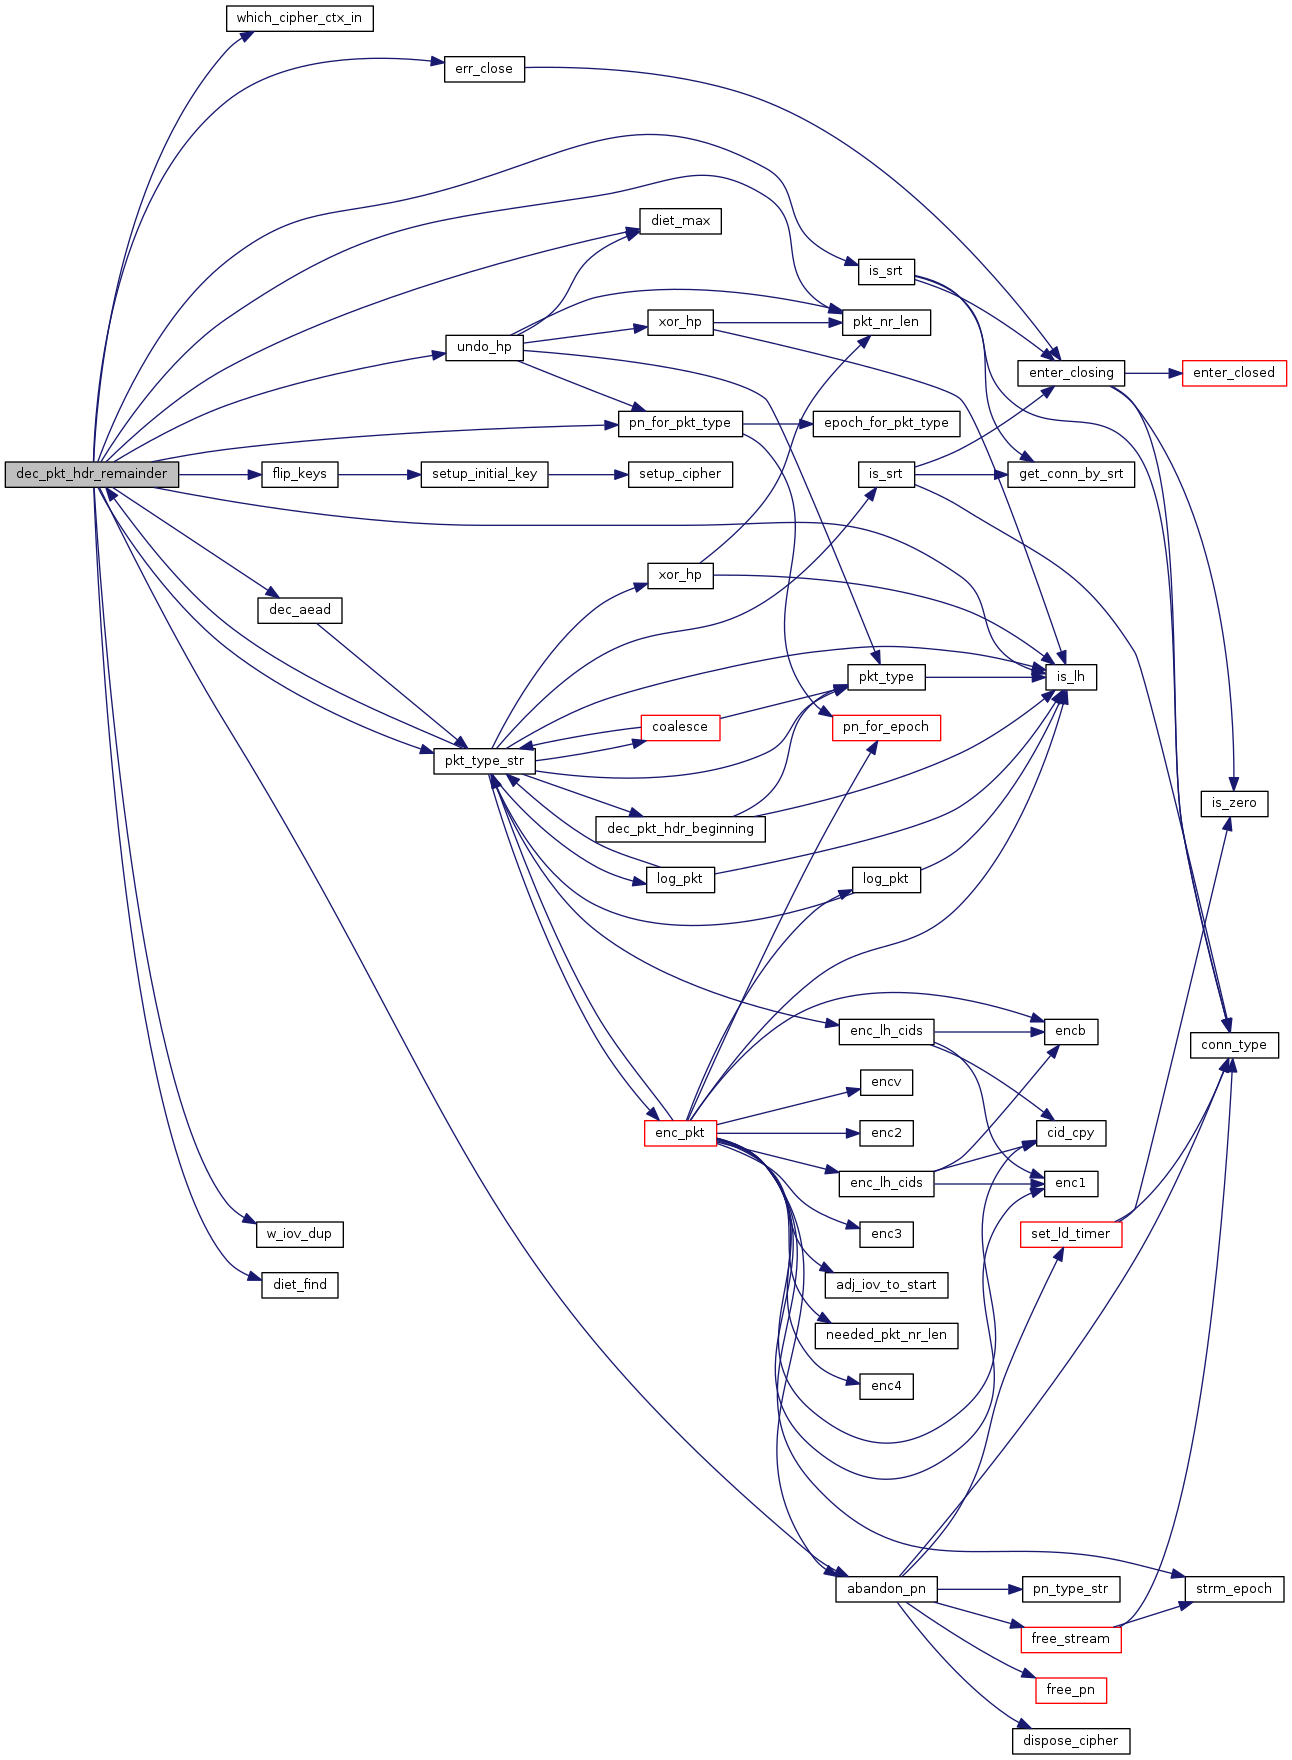 which_cipher_ctx_in
err_close
diet_max
is_srt
xor_hp
pkt_nr_len
undo_hp
enter_closing
enter_closed
pn_for_pkt_type
epoch_for_pkt_type
dec_pkt_hdr_remainder
flip_keys
setup_initial_key
setup_cipher
is_srt
get_conn_by_srt
xor_hp
dec_aead
pkt_type
is_lh
coalesce
pn_for_epoch
pkt_type_str
is_zero
dec_pkt_hdr_beginning
log_pkt
log_pkt
enc_lh_cids
encb
conn_type
encv
enc_pkt
enc2
cid_cpy
enc_lh_cids
enc1
w_iov_dup
enc3
set_ld_timer
diet_find
adj_iov_to_start
needed_pkt_nr_len
enc4
abandon_pn
pn_type_str
strm_epoch
free_stream
free_pn
dispose_cipher